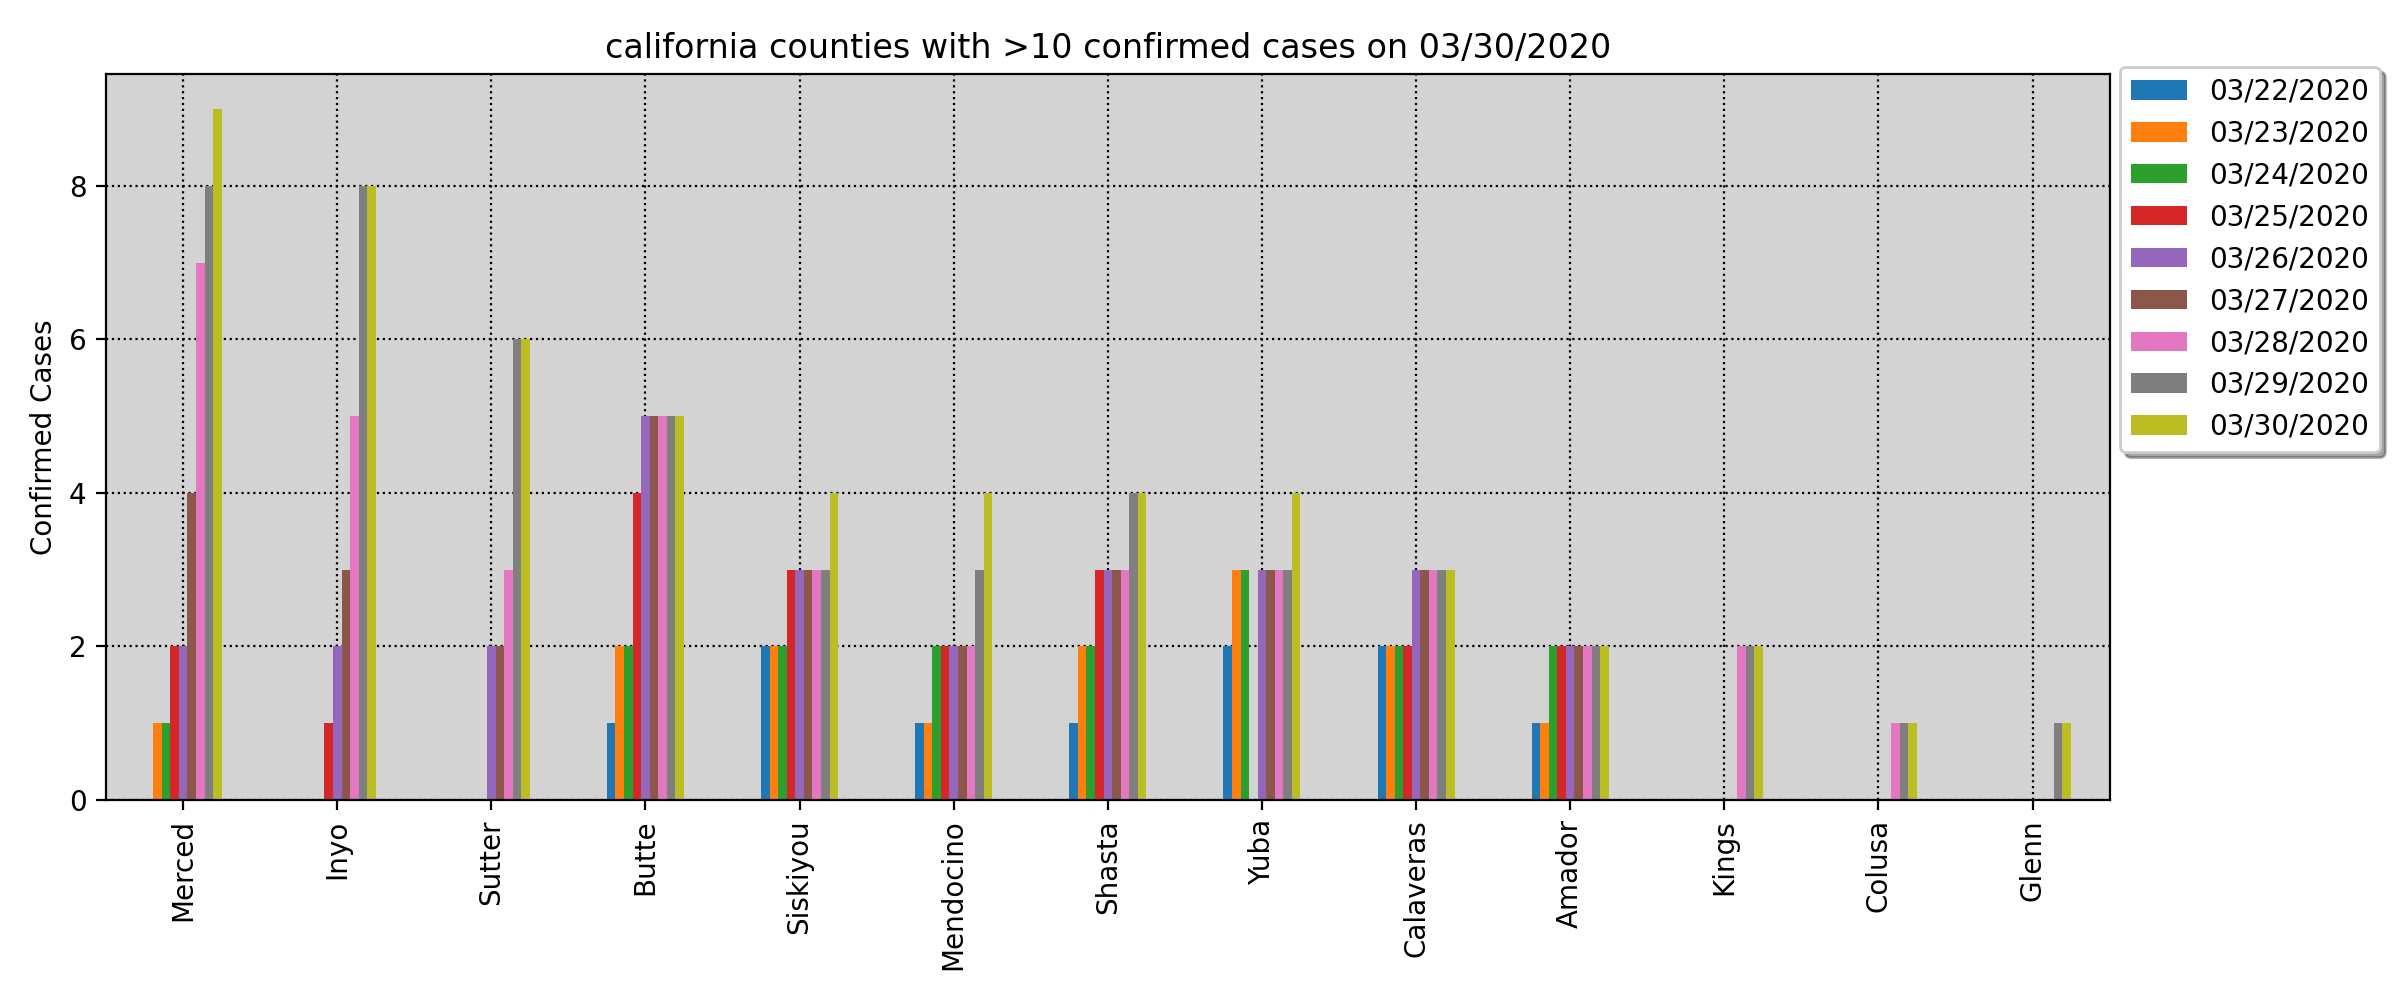 california counties with >10 confirmed cases on 03/30/2020
Confirmed Cases
8
6
4
2
0
Merced
Inyo
Sutter
Butte
Siskiyou
Mendocino
Shasta
Yuba
Calaveras
Amador
Kings
Colusa
Glenn
03/22/2020
03/23/2020
03/24/2020
03/25/2020
03/26/2020
03/27/2020
03/28/2020
03/29/2020
03/30/2020